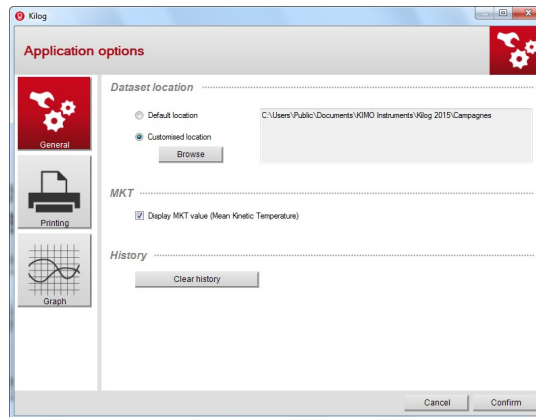 Kilog
Application options
General
Printing
Graph
Dataset location
Default location
C:\Users\Public\Documents\KIMO Instruments\Kilog 2015\Campagnes
Customised location
Browse
MKT
Display MKT value (Mean Kinetic Temperature)
History
Clear history
Cancel
Confirm